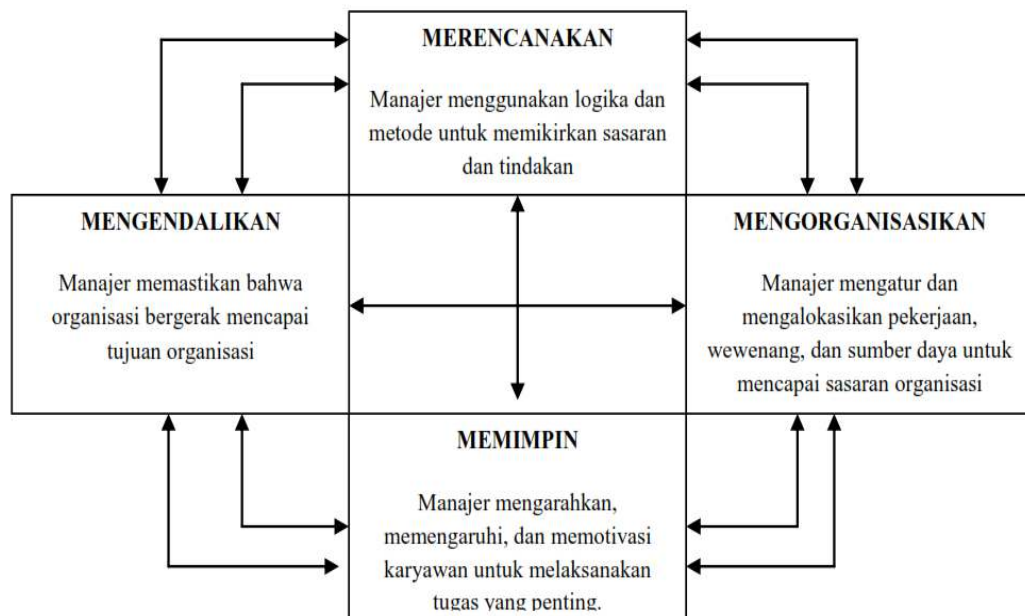 MERENCANAKAN
Manajer menggunakan logika dan
metode untuk memikirkan sasaran
dan tindakan
MENGENDALIKAN
Manajer memastikan bahwa
organisasi bergerak mencapai
tujuan organisasi
MENGORGANISASIKAN
Manajer mengatur dan
mengalokasikan pekerjaan,
wewenang, dan sumber daya untuk
mencapai sasaran organisasi
MEMIMPIN
Manajer mengarahkan,
memengaruhi, dan memotivasi
karyawan untuk melaksanakan
tugas yang penting.